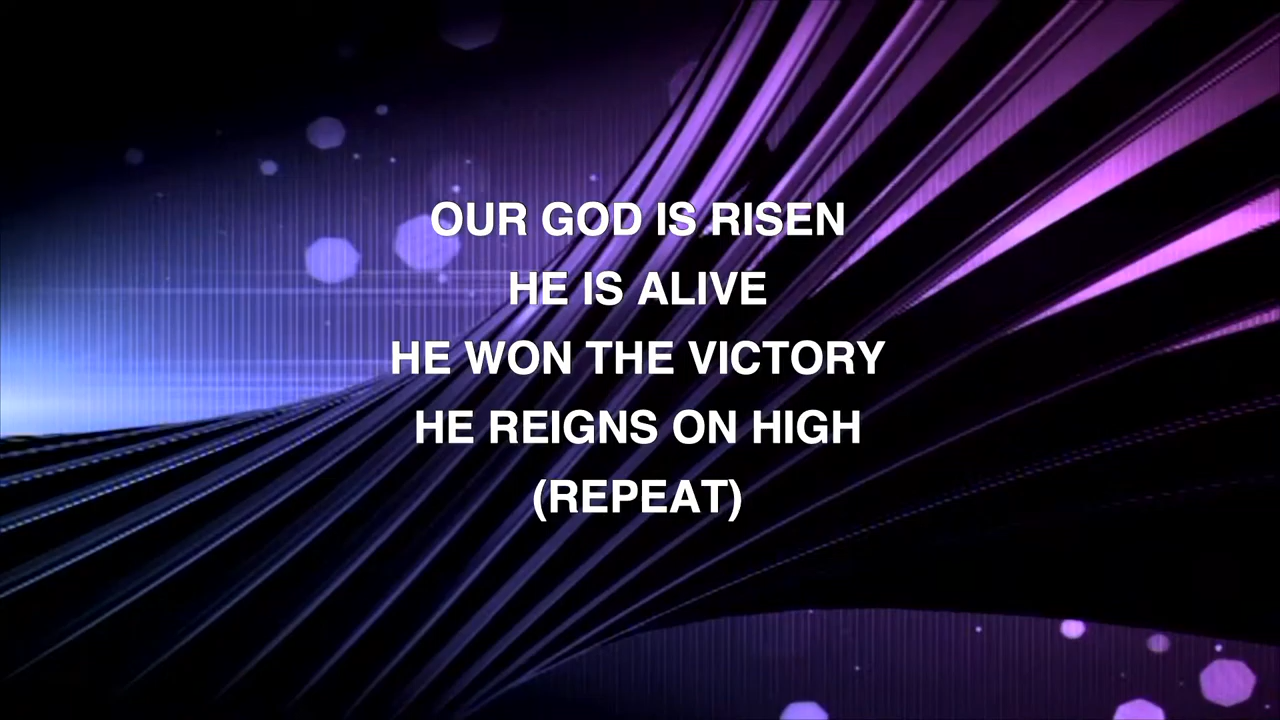 OUR GOD IS RISEN
HE IS ALIVE
HE WON THE VICTORY
HE REIGNS ON HIGH
(REPEAT)